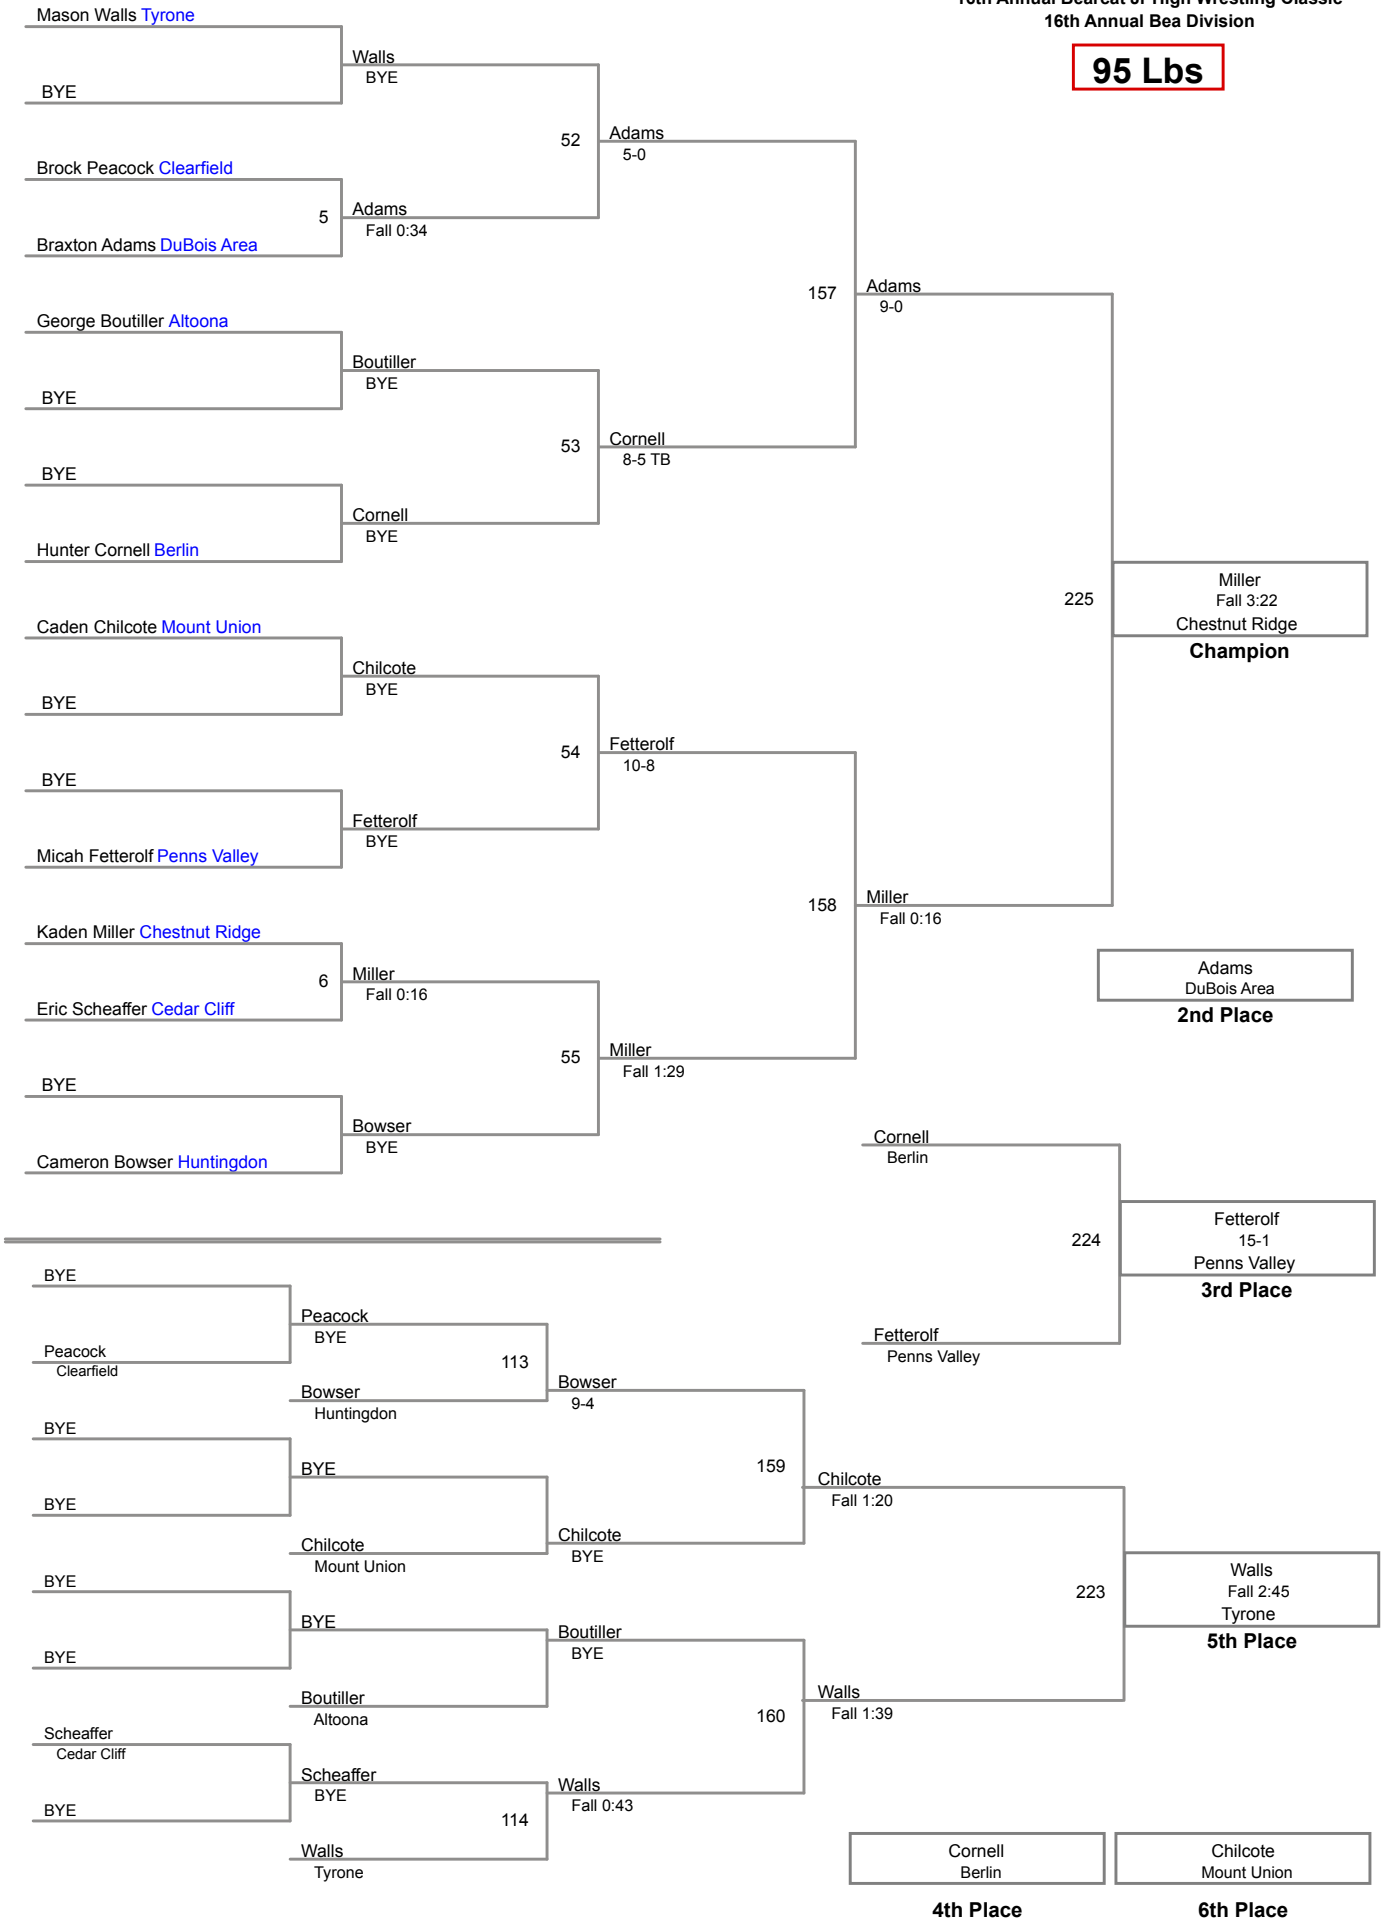 16th Annual Bearcat Jr High Wrestling Classic
16th Annual Bea Division
95 Lbs
Mason Walls Tyrone
Walls
BYE
BYE
52
Adams
5-0
Brock Peacock Clearfield
5
Adams
Fall 0:34
Braxton Adams DuBois Area
157
Adams
9-0
George Boutiller Altoona
Boutiller
BYE
BYE
53
Cornell
8-5 TB
BYE
Cornell
BYE
Hunter Cornell Berlin
225
Miller
Fall 3:22
Chestnut Ridge
Champion
Caden Chilcote Mount Union
Chilcote
BYE
BYE
54
Fetterolf
10-8
BYE
Fetterolf
BYE
Micah Fetterolf Penns Valley
158
Miller
Fall 0:16
Kaden Miller Chestnut Ridge
6
Miller
Fall 0:16
Eric Scheaffer Cedar Cliff
Adams
DuBois Area
2nd Place
55
Miller
Fall 1:29
BYE
Bowser
BYE
Cameron Bowser Huntingdon
Cornell
Berlin
224
Fetterolf
15-1
Penns Valley
3rd Place
Fetterolf
Penns Valley
BYE
Peacock
BYE
Peacock
Clearfield
113
Bowser
9-4
Bowser
Huntingdon
BYE
BYE
BYE
159
Chilcote
Fall 1:20
Chilcote
Mount Union
Chilcote
BYE
BYE
BYE
BYE
Boutiller
BYE
Boutiller
Altoona
223
Walls
Fall 2:45
Tyrone
5th Place
160
Walls
Fall 1:39
Scheaffer
Cedar Cliff
Scheaffer
BYE
BYE
114
Walls
Fall 0:43
Walls
Tyrone
Cornell
Berlin
4th Place
Chilcote
Mount Union
6th Place